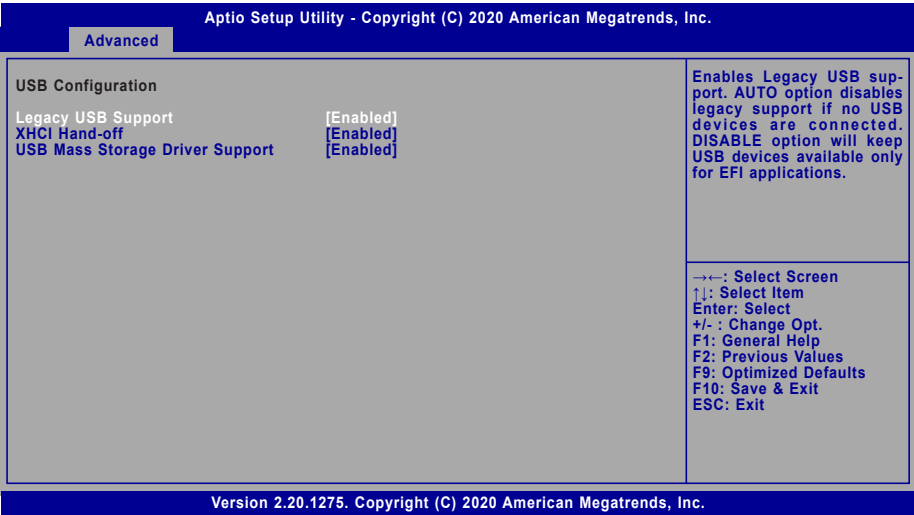 Aptio Setup Utility - Copyright (C) 2020 American Megatrends, Inc.
Advanced
USB Configuration
Legacy USB Support [Enabled]
XHCI Hand-off [Enabled]
USB Mass Storage Driver Support [Enabled]
Enables Legacy USB sup-
port. AUTO option disables
legacy support if no USB
devices are connected.
DISABLE option will keep
USB devices available only
for EFI applications.
→←: Select Screen
↑↓: Select Item
Enter: Select
+/- : Change Opt.
F1: General Help
F2: Previous Values
F9: Optimized Defaults
F10: Save & Exit
ESC: Exit
Version 2.20.1275. Copyright (C) 2020 American Megatrends, Inc.